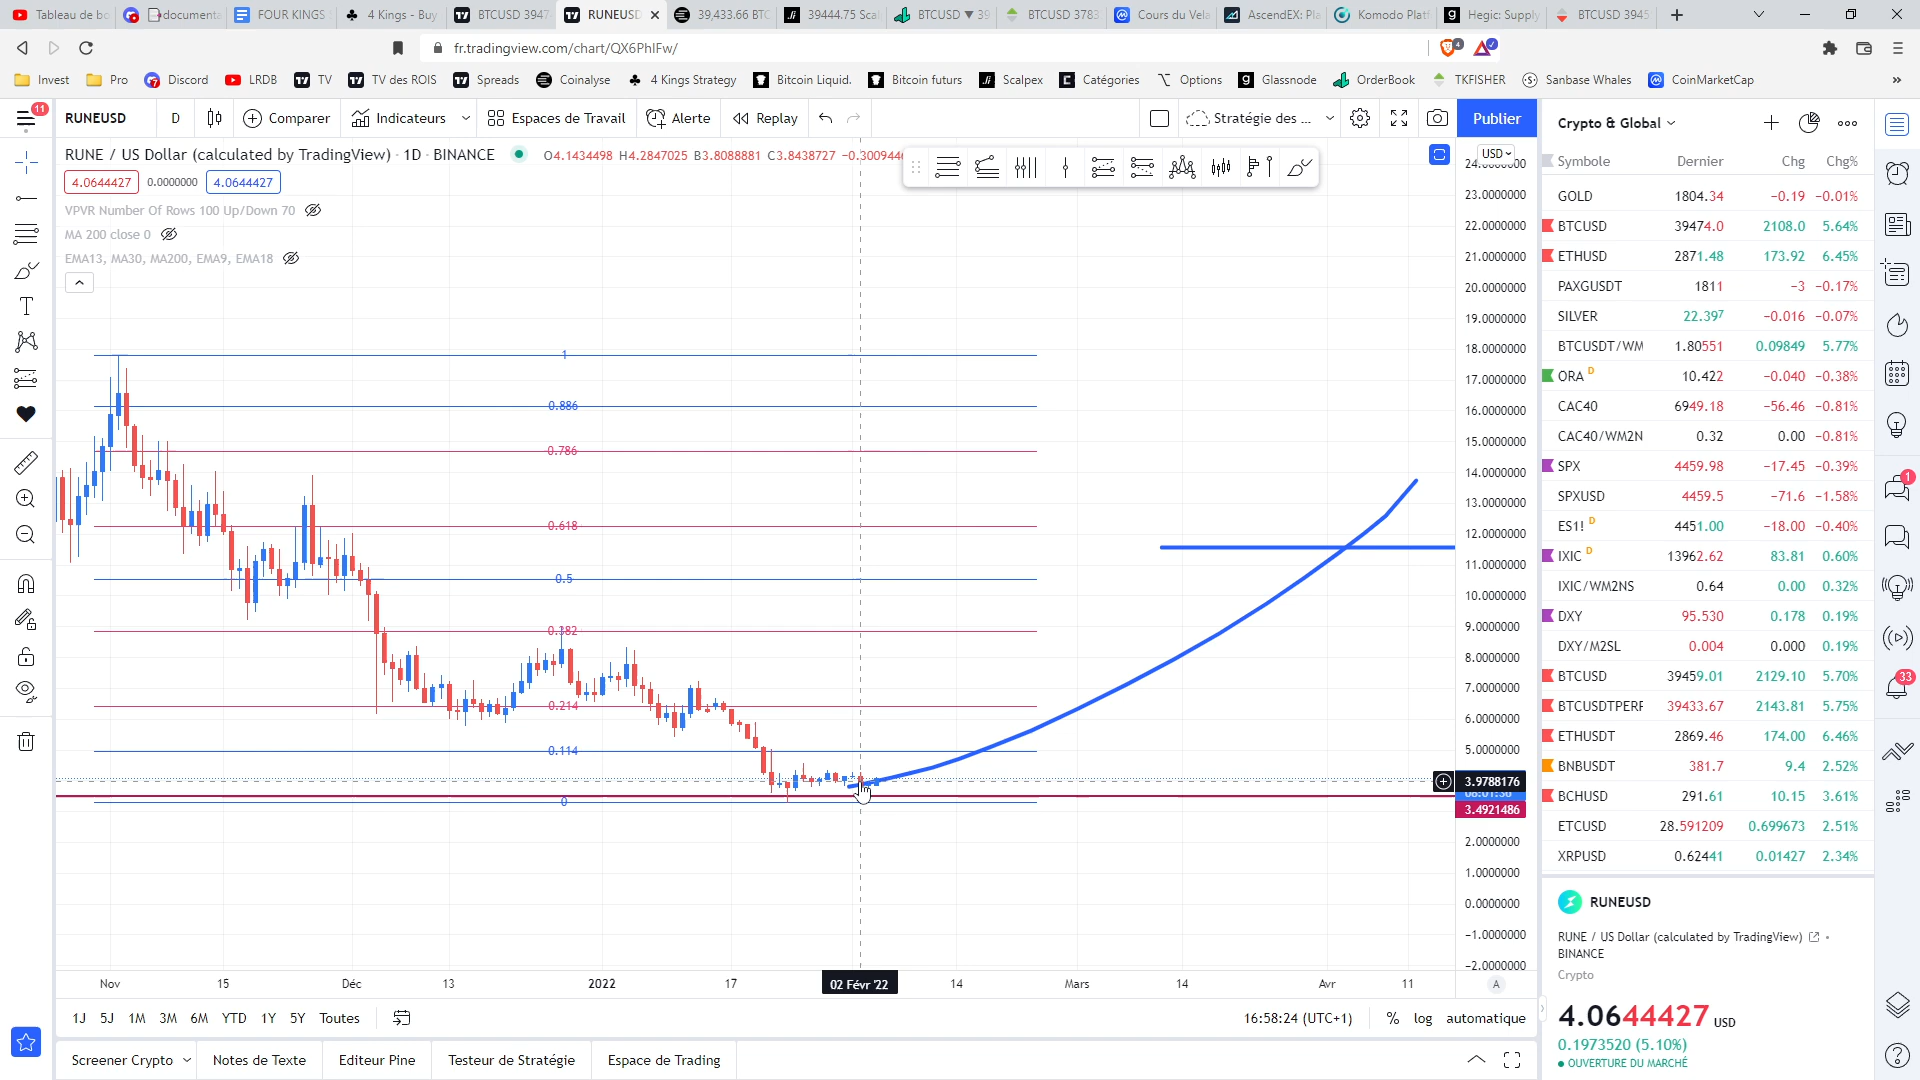 Tableau de bo
documenta
FOUR KINGS
4 Kings - Buy
BTCUSD 3947
RUNEUSD
39,433.66 BTC
39444.75 Scal
BTCUSD ▼ 39
BTCUSD 3783
Cours du Vela
AscendEX: Pla
Komodo Platf
Hegic: Supply
BTCUSD 3945
fr.tradingview.com/chart/QX6PhIFw/
4
Invest
Pro
Discord
LRDB
TV
TV des ROIS
Spreads
Coinalyse
4 Kings Strategy
Bitcoin Liquid.
Bitcoin futurs
Scalpex
Catégories
Options
Glassnode
OrderBook
TKFISHER
Sanbase Whales
CoinMarketCap
»
11
RUNEUSD
D
Comparer
Indicateurs
Espaces de Travail
Alerte
Replay
Stratégie des ...
Publier
RUNE / US Dollar (calculated by TradingView) · 1D · BINANCE
O4.1434498 H4.2847025 B3.8088881 C3.8438727 −0.3009446
4.0644427
0.0000000
4.0644427
VPVR Number Of Rows 100 Up/Down 70
MA 200 close 0
EMA13, MA30, MA200, EMA9, EMA18
1
0.886
0.786
0.618
0.5
0.382
0.214
0.114
0
USD
23.0000000
22.0000000
21.0000000
20.0000000
19.0000000
18.0000000
17.0000000
16.0000000
15.0000000
14.0000000
13.0000000
12.0000000
11.0000000
10.0000000
9.0000000
8.0000000
7.0000000
6.0000000
5.0000000
3.9788176
3.4921486
2.0000000
1.0000000
0.0000000
−1.0000000
−2.0000000
Nov
15
Déc
13
2022
17
02 Févr '22
14
Mars
14
Avr
11
A
1J
5J
1M
3M
6M
YTD
1Y
5Y
Toutes
16:58:24 (UTC+1)
%
log
automatique
Screener Crypto
Notes de Texte
Editeur Pine
Testeur de Stratégie
Espace de Trading
Crypto & Global
Symbole Dernier Chg Chg%
GOLD 1804.34 −0.19 −0.01%
BTCUSD 39474.0 2108.0 5.64%
ETHUSD 2871.48 173.92 6.45%
PAXGUSDT 1811 −3 −0.17%
SILVER 22.397 −0.016 −0.07%
BTCUSDT/WM 1.80551 0.09849 5.77%
ORA D 10.422 −0.040 −0.38%
CAC40 6949.18 −56.46 −0.81%
CAC40/WM2N 0.32 0.00 −0.81%
SPX 4459.98 −17.45 −0.39%
SPXUSD 4459.5 −71.6 −1.58%
ES1! D 4451.00 −18.00 −0.40%
IXIC D 13962.62 83.81 0.60%
IXIC/WM2NS 0.64 0.00 0.32%
DXY 95.530 0.178 0.19%
DXY/M2SL 0.004 0.000 0.19%
BTCUSD 39459.01 2129.10 5.70%
BTCUSDTPERF 39433.67 2143.81 5.75%
ETHUSDT 2869.46 174.00 6.46%
BNBUSDT 381.7 9.4 2.52%
BCHUSD 291.61 10.15 3.61%
ETCUSD 28.591209 0.699673 2.51%
XRPUSD 0.62441 0.01427 2.34%
RUNEUSD
RUNE / US Dollar (calculated by TradingView)
BINANCE
Crypto
4.0644427 USD
0.1973520 (5.10%)
OUVERTURE DU MARCHÉ
1
33